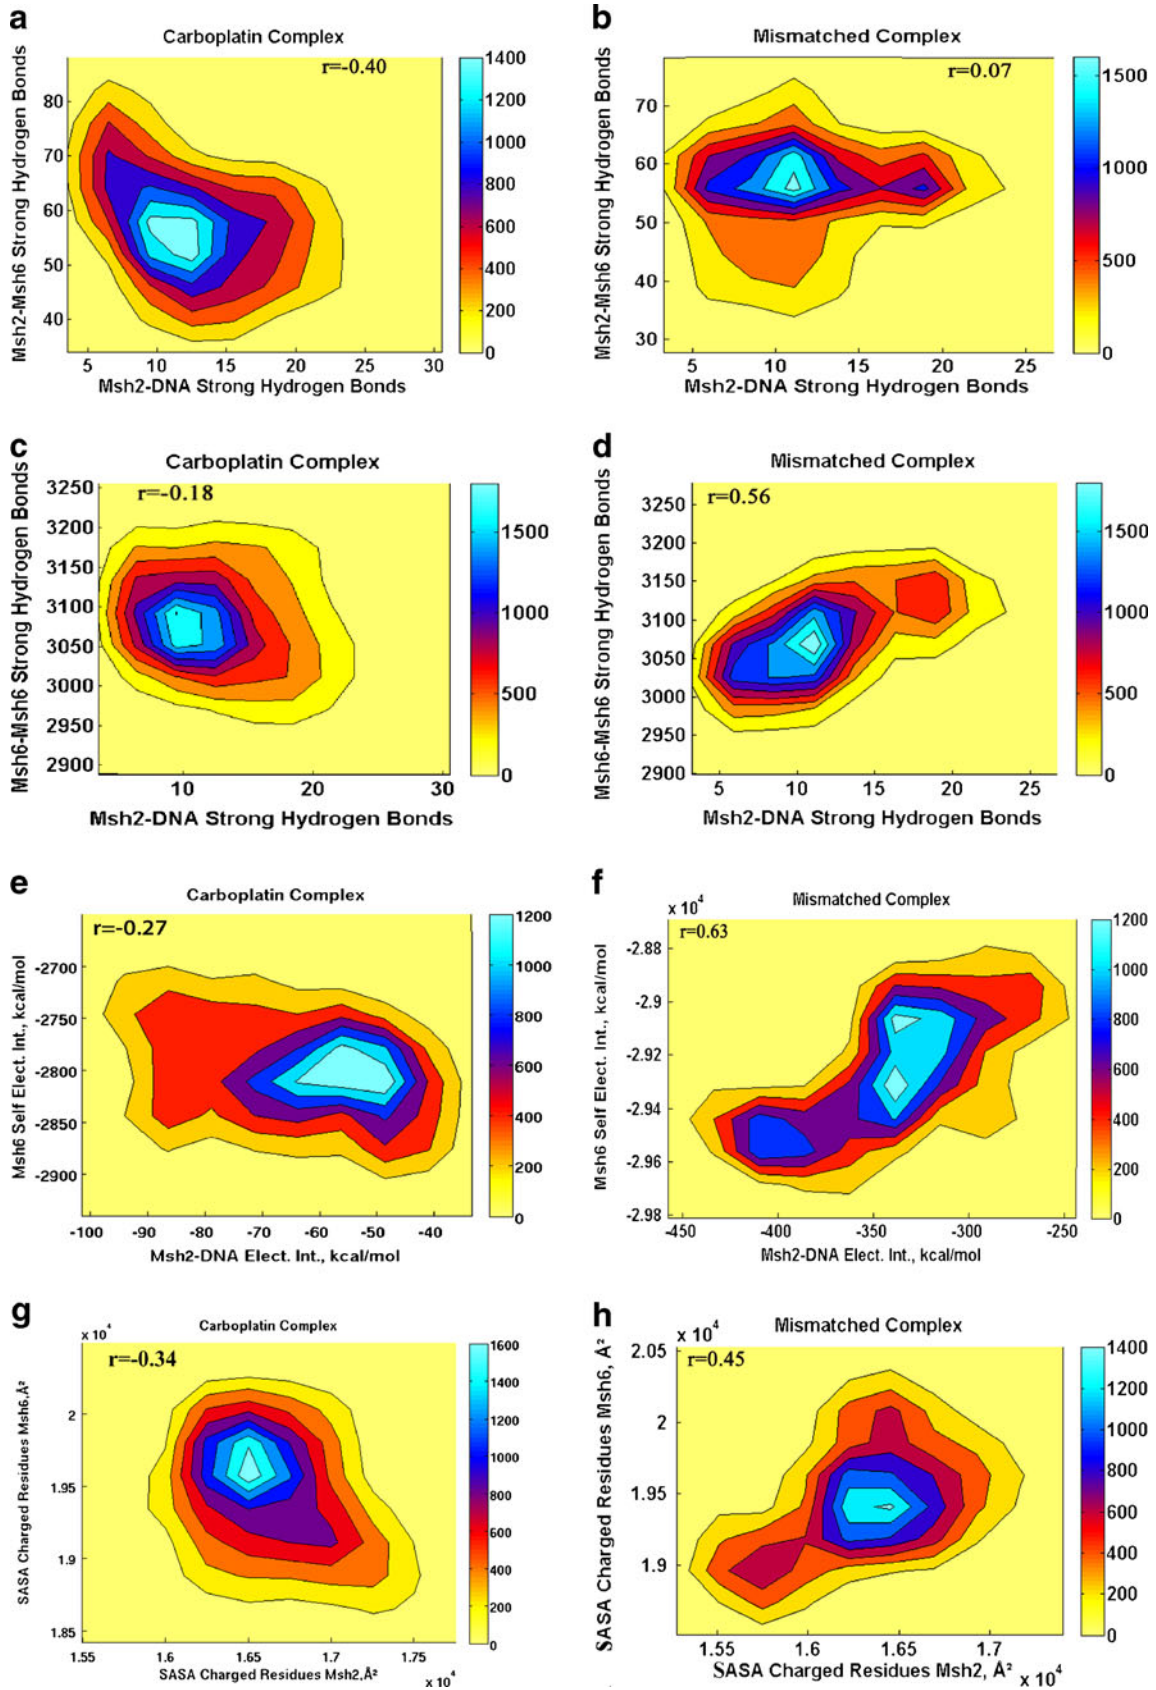 a
Carboplatin Complex
r=-0.40
Msh2-Msh6 Strong Hydrogen Bonds
80
70
60
50
40
5 10 15 20 25 30
Msh2-DNA Strong Hydrogen Bonds
1400
1200
1000
800
600
400
200
0
b
Mismatched Complex
r=0.07
Msh2-Msh6 Strong Hydrogen Bonds
70
60
50
40
30
5 10 15 20 25
Msh2-DNA Strong Hydrogen Bonds
1500
1000
500
0
c
Carboplatin Complex
r=-0.18
Msh6-Msh6 Strong Hydrogen Bonds
3250
3200
3150
3100
3050
3000
2950
2900
10 20 30
Msh2-DNA Strong Hydrogen Bonds
1500
1000
500
0
d
Mismatched Complex
r=0.56
Msh6-Msh6 Strong Hydrogen Bonds
3250
3200
3150
3100
3050
3000
2950
2900
5 10 15 20 25
Msh2-DNA Strong Hydrogen Bonds
1500
1000
500
0
e
Carboplatin Complex
r=-0.27
Msh6 Self Elect. Int., kcal/mol
-2700
-2750
-2800
-2850
-2900
-100 -90 -80 -70 -60 -50 -40
Msh2-DNA Elect. Int., kcal/mol
1200
1000
800
600
400
200
0
f
x 10⁴
Mismatched Complex
r=0.63
Msh6 Self Elect. Int., kcal/mol
-2.88
-2.9
-2.92
-2.94
-2.96
-2.98
-450 -400 -350 -300 -250
Msh2-DNA Elect. Int., kcal/mol
1200
1000
800
600
400
200
0
g
x 10⁴
Carboplatin Complex
r=-0.34
SASA Charged Residues Msh6,Å²
2
1.95
1.9
1.85
1.55 1.6 1.65 1.7 1.75
SASA Charged Residues Msh2,Å²
x 10⁴
1600
1400
1200
1000
800
600
400
200
0
h
x 10⁴
Mismatched Complex
r=0.45
SASA Charged Residues Msh6, Å²
2.05
2
1.95
1.9
1.55 1.6 1.65 1.7
SASA Charged Residues Msh2, Å²
x 10⁴
1400
1200
1000
800
600
400
200
0